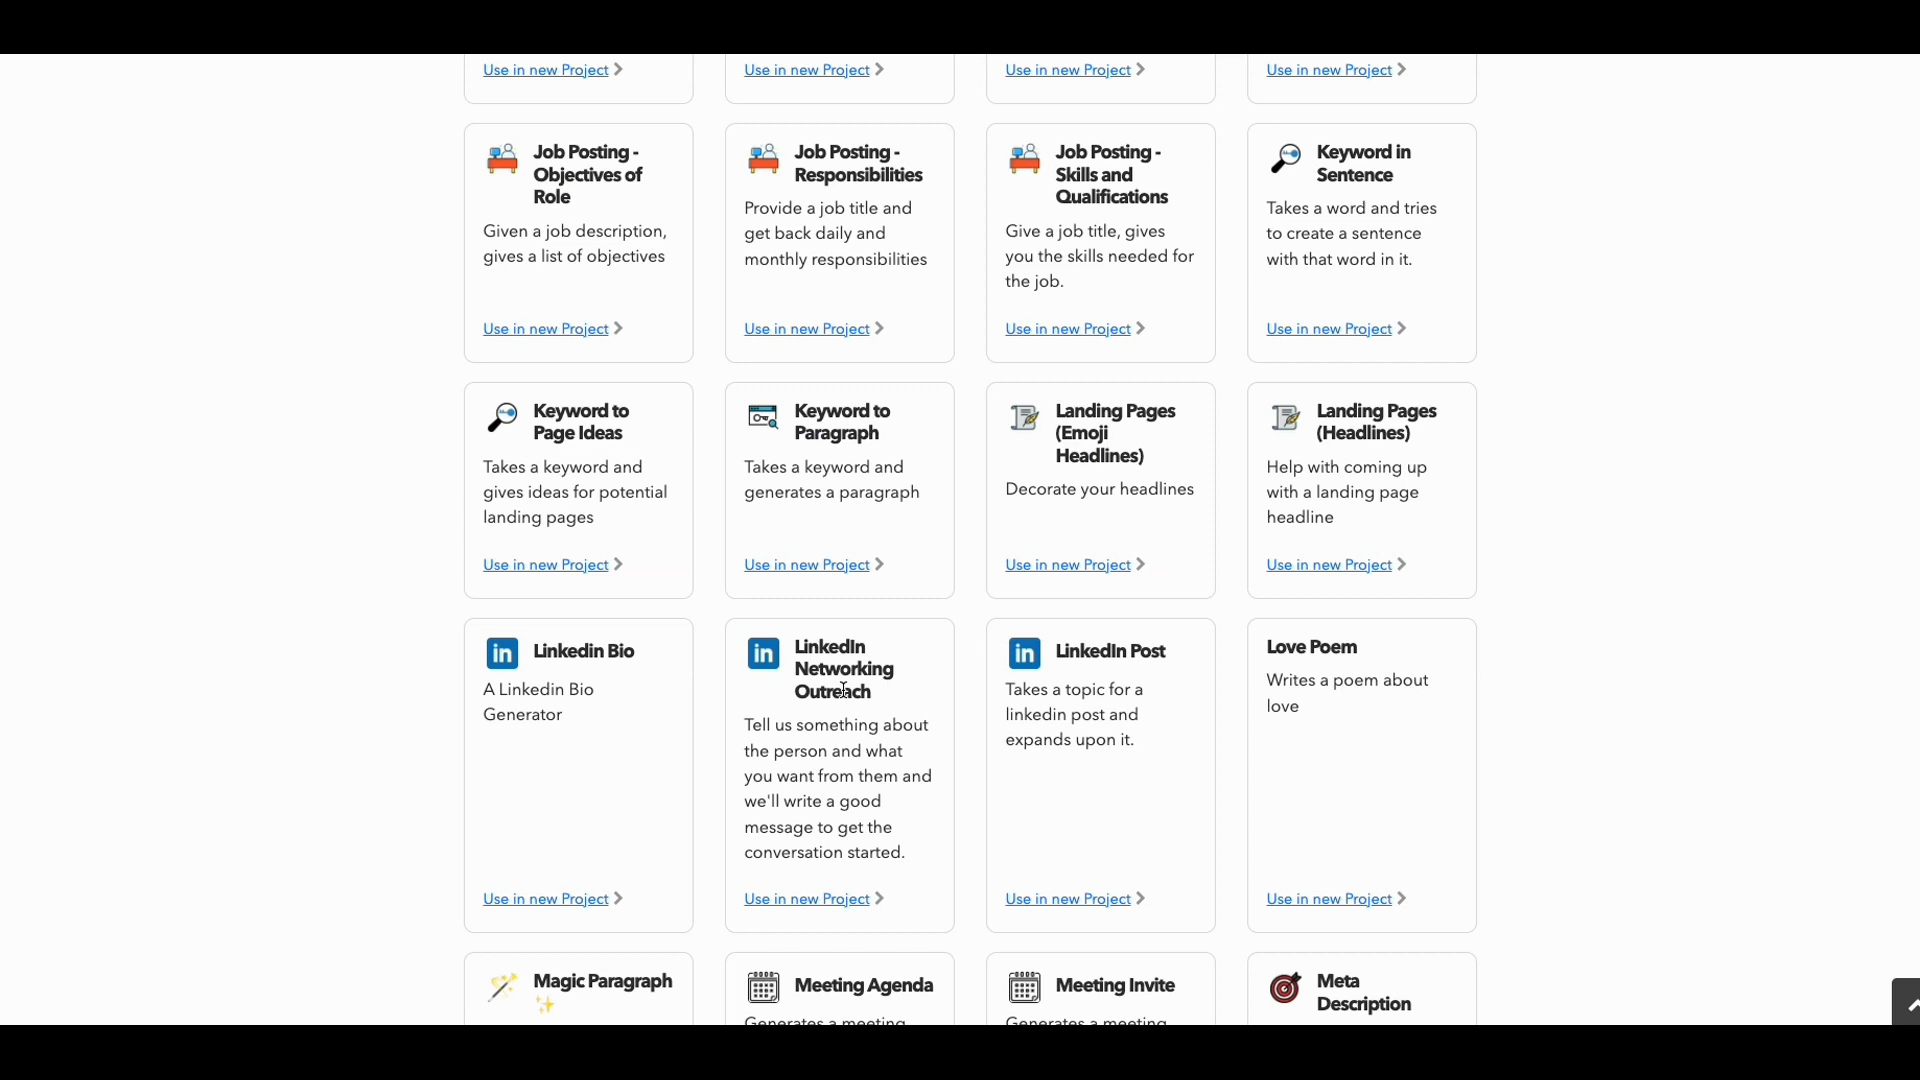 Use in new Project
Use in new Project
Use in new Project
Use in new Project
Job Posting -
Objectives of
Role
Given a job description,
gives a list of objectives
Use in new Project
Job Posting -
Responsibilities
Provide a job title and
get back daily and
monthly responsibilities
Use in new Project
Job Posting -
Skills and
Qualifications
Give a job title, gives
you the skills needed for
the job.
Use in new Project
Keyword in
Sentence
Takes a word and tries
to create a sentence
with that word in it.
Use in new Project
Keyword to
Page Ideas
Takes a keyword and
gives ideas for potential
landing pages
Use in new Project
Keyword to
Paragraph
Takes a keyword and
generates a paragraph
Use in new Project
Landing Pages
(Emoji
Headlines)
Decorate your headlines
Use in new Project
Landing Pages
(Headlines)
Help with coming up
with a landing page
headline
Use in new Project
in
Linkedin Bio
A Linkedin Bio
Generator
Use in new Project
in
LinkedIn
Networking
Outreach
Tell us something about
the person and what
you want from them and
we'll write a good
message to get the
conversation started.
Use in new Project
in
LinkedIn Post
Takes a topic for a
linkedin post and
expands upon it.
Use in new Project
Love Poem
Writes a poem about
love
Use in new Project
Magic Paragraph
Meeting Agenda
Generates a meeting
Meeting Invite
Generates a meeting
Meta
Description